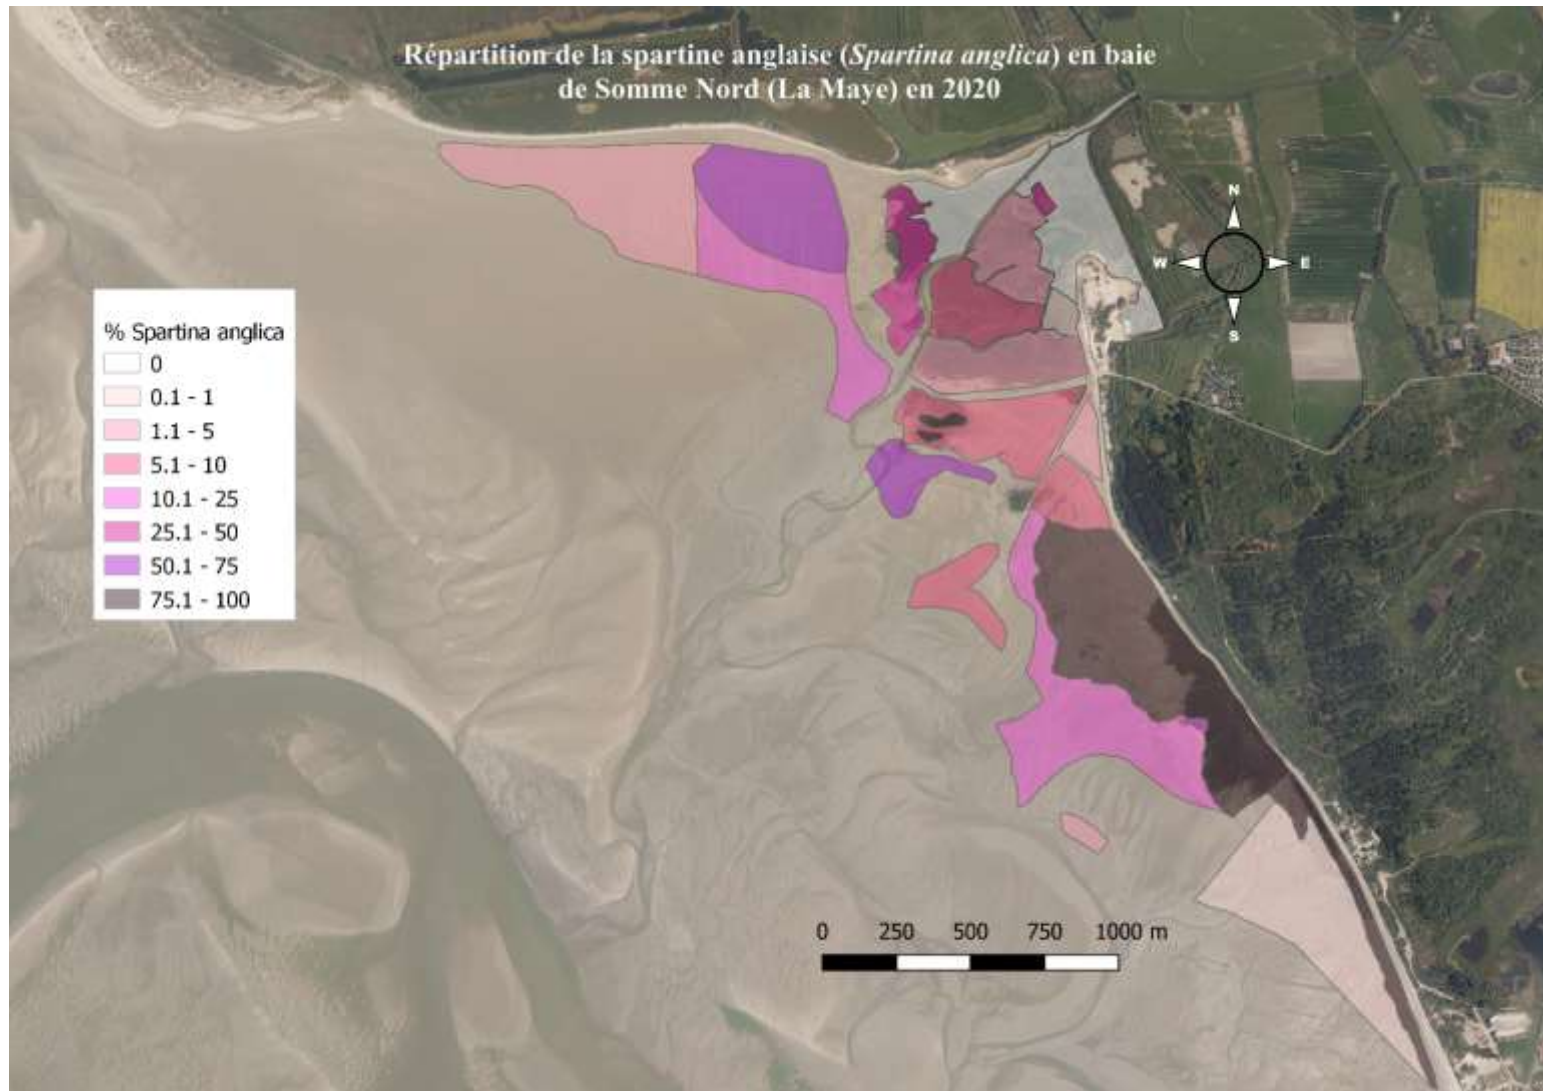 Répartition de la spartine anglaise (Spartina anglica) en baie
de Somme Nord (La Maye) en 2020
N
W
E
S
% Spartina anglica
0
0.1 - 1
1.1 - 5
5.1 - 10
10.1 - 25
25.1 - 50
50.1 - 75
75.1 - 100
0 250 500 750 1000 m